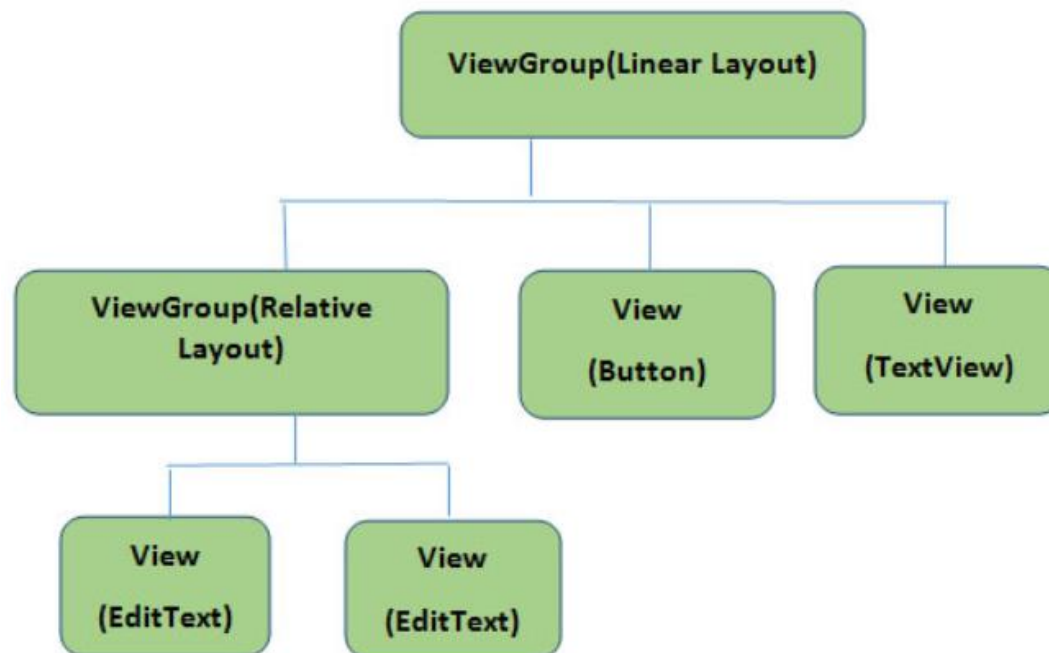 ViewGroup(Linear Layout)
ViewGroup(Relative
Layout)
View
(Button)
View
(TextView)
View
(EditText)
View
(EditText)